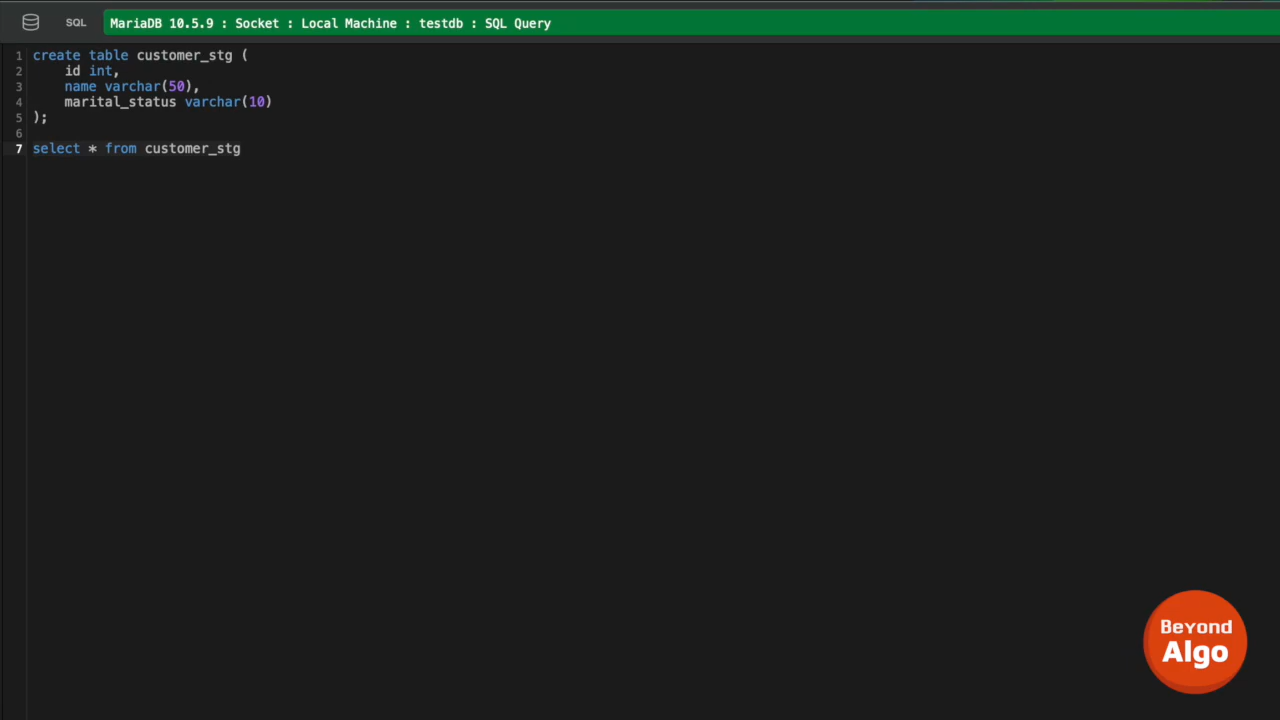 SQL MariaDB 10.5.9 : Socket : Local Machine : testdb : SQL Query
1 create table customer_stg (
2     id int,
3     name varchar(50),
4     marital_status varchar(10)
5 );
6
7 select * from customer_stg
Beyond
Algo